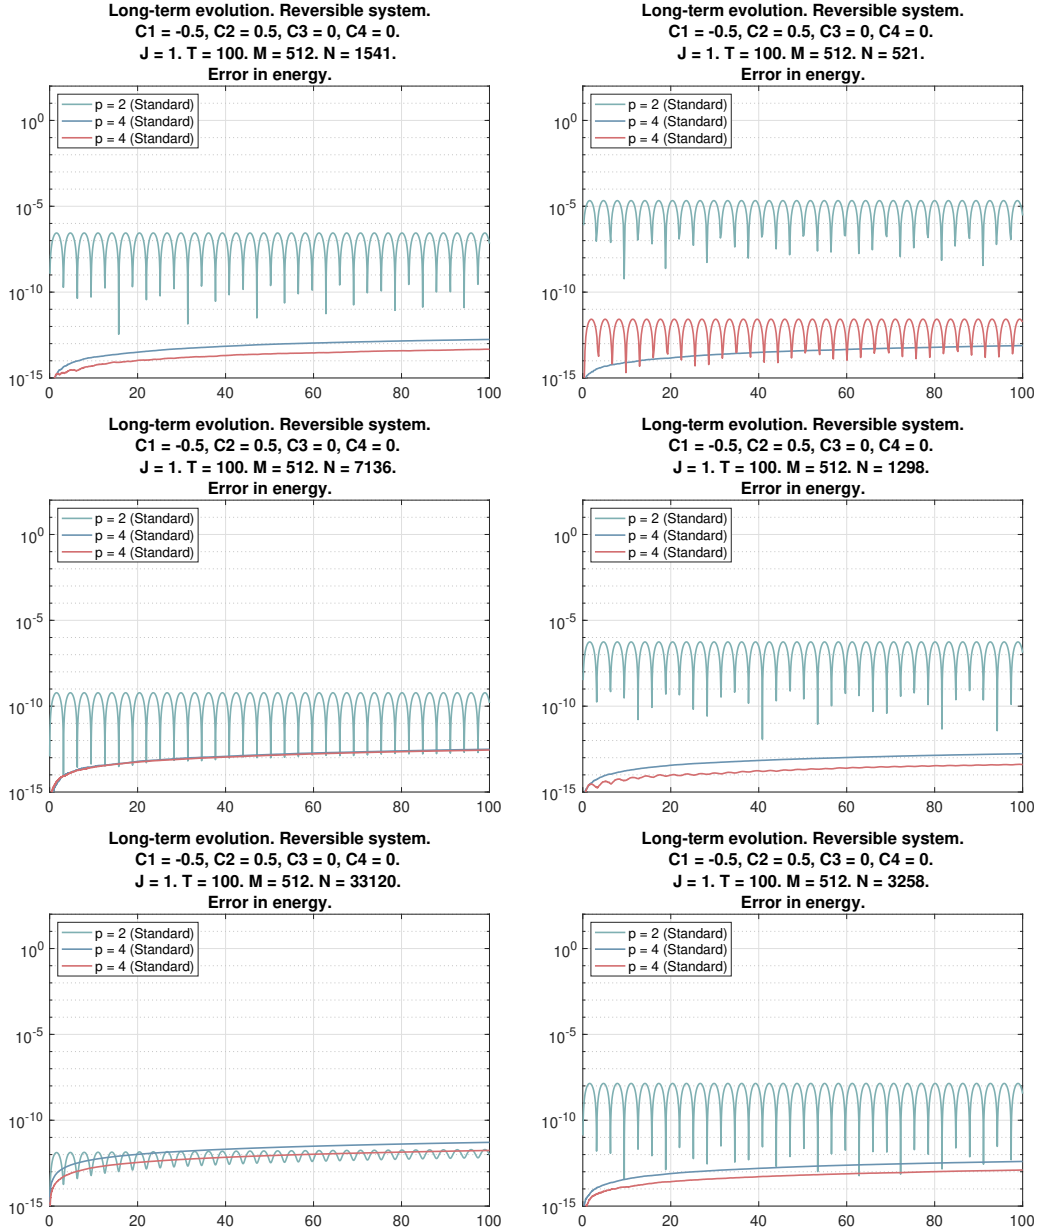 Long-term evolution. Reversible system.
C1 = -0.5, C2 = 0.5, C3 = 0, C4 = 0.
J = 1. T = 100. M = 512. N = 1541.
Error in energy.
p = 2 (Standard)
p = 4 (Standard)
p = 4 (Standard)
10^0
10^-5
10^-10
10^-15
0 20 40 60 80 100
Long-term evolution. Reversible system.
C1 = -0.5, C2 = 0.5, C3 = 0, C4 = 0.
J = 1. T = 100. M = 512. N = 521.
Error in energy.
p = 2 (Standard)
p = 4 (Standard)
p = 4 (Standard)
10^0
10^-5
10^-10
10^-15
0 20 40 60 80 100
Long-term evolution. Reversible system.
C1 = -0.5, C2 = 0.5, C3 = 0, C4 = 0.
J = 1. T = 100. M = 512. N = 7136.
Error in energy.
p = 2 (Standard)
p = 4 (Standard)
p = 4 (Standard)
10^0
10^-5
10^-10
10^-15
0 20 40 60 80 100
Long-term evolution. Reversible system.
C1 = -0.5, C2 = 0.5, C3 = 0, C4 = 0.
J = 1. T = 100. M = 512. N = 1298.
Error in energy.
p = 2 (Standard)
p = 4 (Standard)
p = 4 (Standard)
10^0
10^-5
10^-10
10^-15
0 20 40 60 80 100
Long-term evolution. Reversible system.
C1 = -0.5, C2 = 0.5, C3 = 0, C4 = 0.
J = 1. T = 100. M = 512. N = 33120.
Error in energy.
p = 2 (Standard)
p = 4 (Standard)
p = 4 (Standard)
10^0
10^-5
10^-10
10^-15
0 20 40 60 80 100
Long-term evolution. Reversible system.
C1 = -0.5, C2 = 0.5, C3 = 0, C4 = 0.
J = 1. T = 100. M = 512. N = 3258.
Error in energy.
p = 2 (Standard)
p = 4 (Standard)
p = 4 (Standard)
10^0
10^-5
10^-10
10^-15
0 20 40 60 80 100